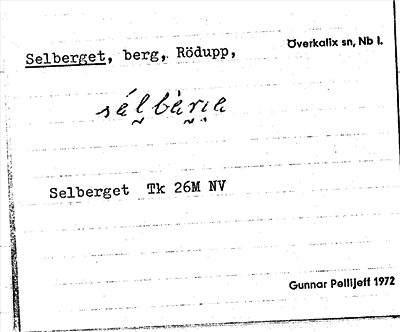 Selberget, berg, Rödupp, Överkalix sn, Nb l.
Selberget Tk 26M NV
Gunnar Pellijeff 1972